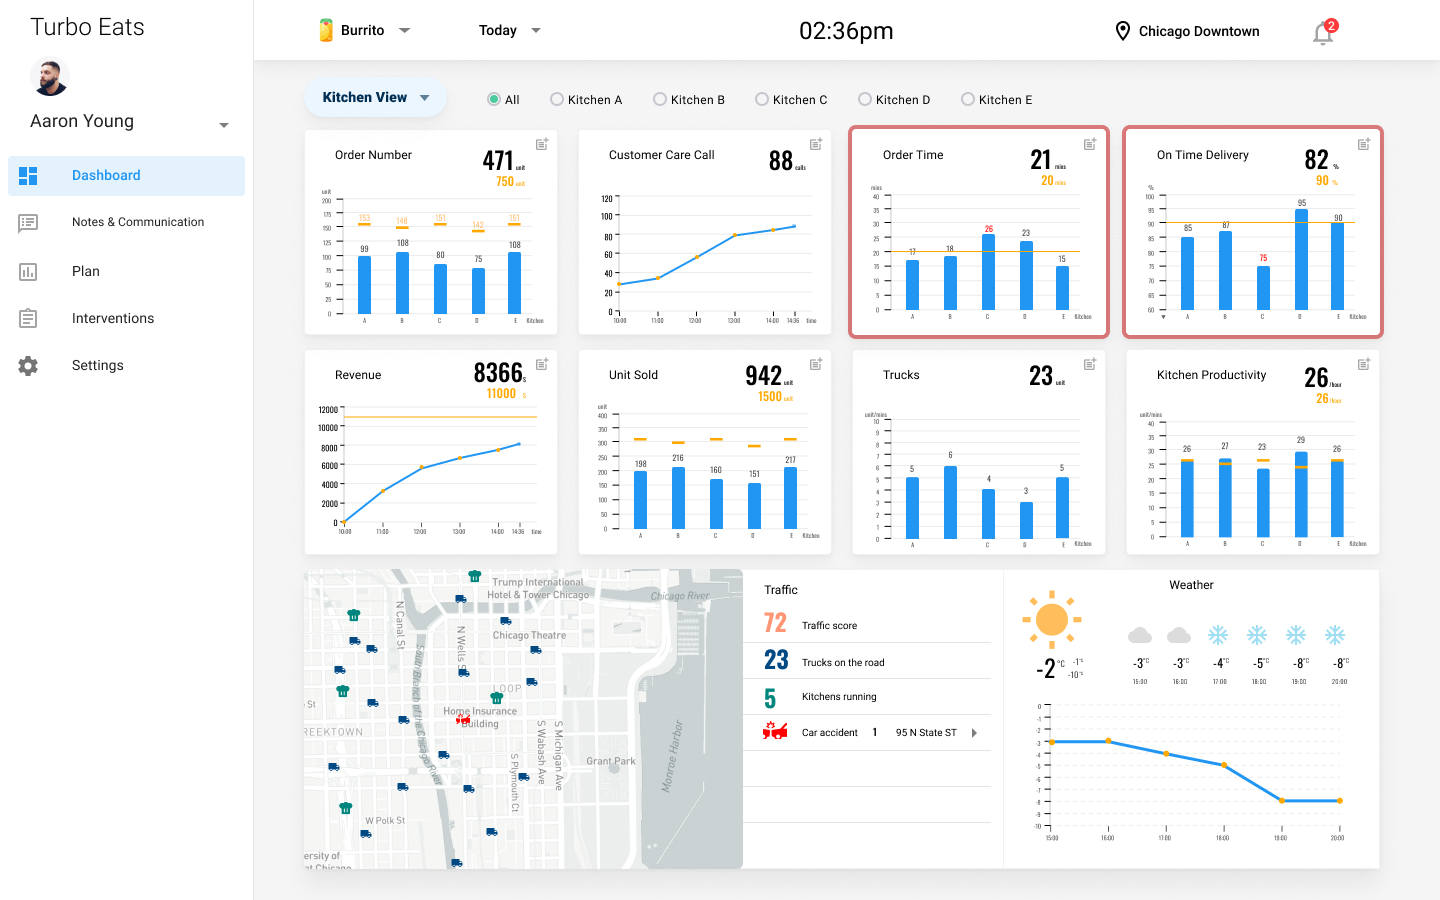 Turbo Eats
Aaron Young
Dashboard
Notes & Communication
Plan
Interventions
Settings
Burrito
Today
02:36pm
Chicago Downtown
2
Kitchen View
All
Kitchen A
Kitchen B
Kitchen C
Kitchen D
Kitchen E
Order Number
471 unit
750 unit
unit
200
175
150
125
100
75
50
25
0
153
148
151
142
151
99
108
80
75
108
A B C D E Kitchen
Customer Care Call
88 calls
120
100
80
60
40
20
0
10:00 11:00 12:00 13:00 14:00 14:36 time
Order Time
21 mins
20 mins
mins
40
35
30
25
20
15
10
5
0
17
18
26
23
15
A B C D E Kitchen
On Time Delivery
82 %
90 %
%
100
95
90
85
80
75
70
65
60
85
87
75
95
90
A B C D E Kitchen
Revenue
8366 $
11000 $
12000
10000
8000
6000
4000
2000
0
10:00 11:00 12:00 13:00 14:00 14:36 time
Unit Sold
942 unit
1500 unit
unit
400
350
300
250
200
150
100
50
0
198
216
160
151
217
A B C D E Kitchen
Trucks
23 unit
unit/mins
10
9
8
7
6
5
4
3
2
1
0
5
6
4
3
5
A B C D E Kitchen
Kitchen Productivity
26 /hour
26 /hour
unit/mins
40
35
30
25
20
15
10
5
0
26
27
23
29
26
A B C D E Kitchen
Trump International
Hotel & Tower Chicago
Chicago River
N Canal St
N Wells S
Chicago Theatre
South Branch of the Chicago River
LOOP
Home Insurance
Building
St
REEKTOWN
S Plymouth Ct
S Wabash Ave
S Michigan Ave
Grant Park
Monroe Harbor
W Polk St
ersity of
at Chicago
Traffic
72 Traffic score
23 Trucks on the road
5 Kitchens running
Car accident 1 95 N State ST
Weather
-2 °C
-1°c
-10°c
-3°C
-3°C
-4°C
-5°C
-8°C
-8°C
15:00 16:00 17:00 18:00 19:00 20:00
0
-1
-2
-3
-4
-5
-6
-7
-8
-9
-10
15:00 16:00 17:00 18:00 19:00 20:00